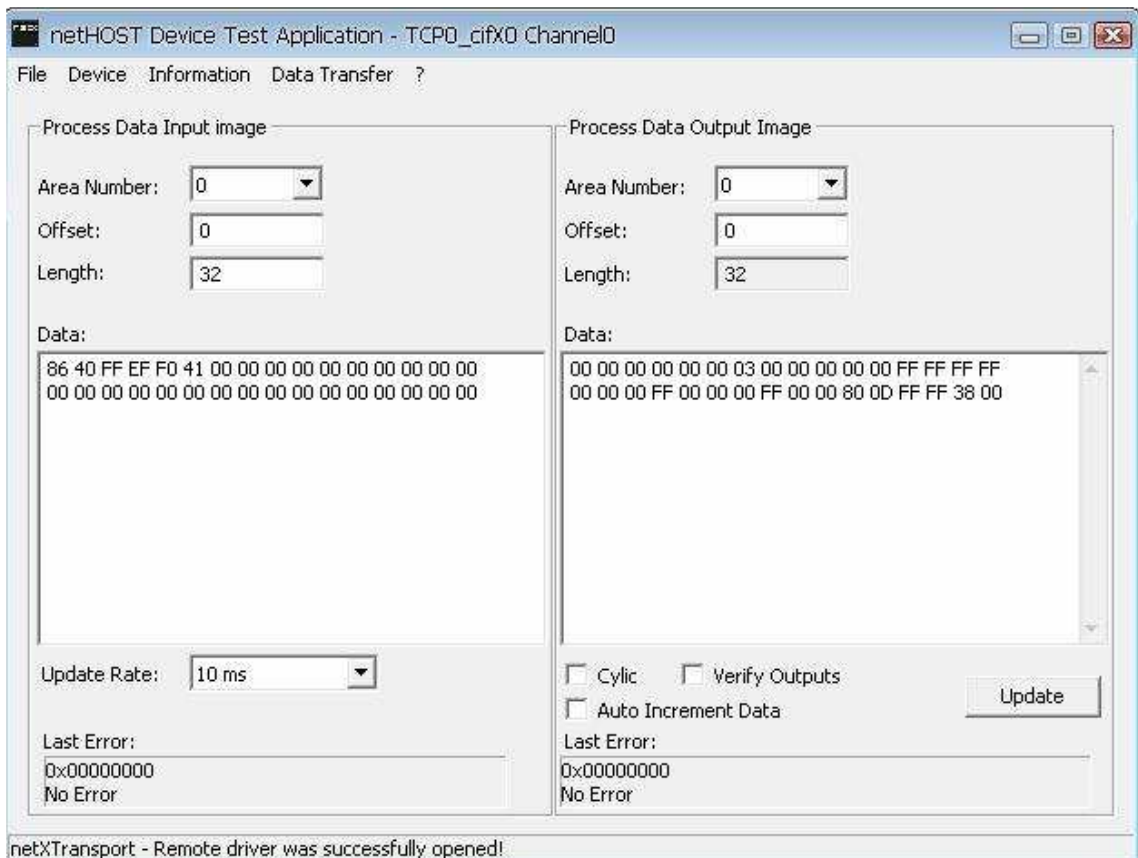 netHOST Device Test Application - TCP0_cifX0 Channel0
File Device Information Data Transfer ?
Process Data Input image
Area Number: 0
Offset: 0
Length: 32
Data:
86 40 FF EF F0 41 00 00 00 00 00 00 00 00 00 00
00 00 00 00 00 00 00 00 00 00 00 00 00 00 00 00
Update Rate: 10 ms
Last Error:
0x00000000
No Error
Process Data Output Image
Area Number: 0
Offset: 0
Length: 32
Data:
00 00 00 00 00 00 03 00 00 00 00 00 FF FF FF FF
00 00 00 FF 00 00 00 FF 00 00 80 0D FF FF 38 00
Cylic Verify Outputs
Auto Increment Data
Update
Last Error:
0x00000000
No Error
netXTransport - Remote driver was successfully opened!